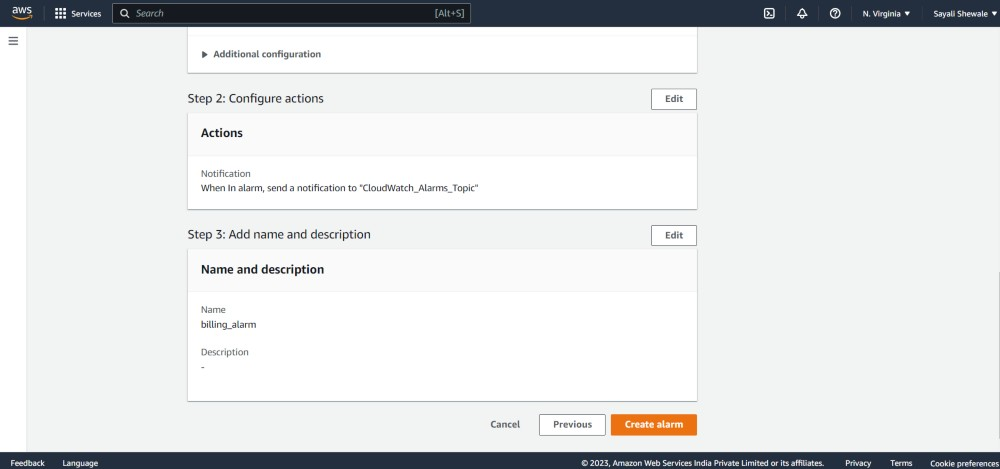 aws Services Search [Alt+S] N. Virginia Sayali Shewale
Additional configuration
Step 2: Configure actions Edit
Actions
Notification
When In alarm, send a notification to "CloudWatch_Alarms_Topic"
Step 3: Add name and description Edit
Name and description
Name
billing_alarm
Description
-
Cancel Previous Create alarm
Feedback Language © 2023, Amazon Web Services India Private Limited or its affiliates. Privacy Terms Cookie preferences